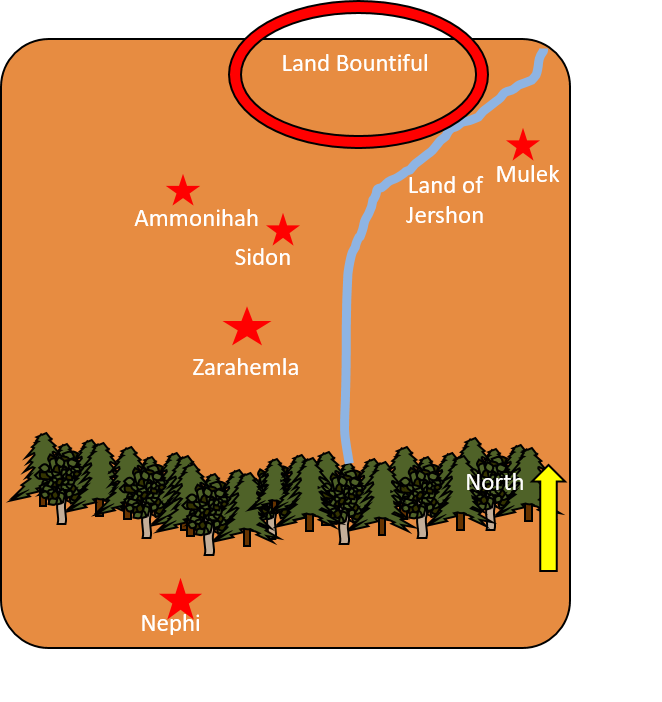 Land Bountiful
Mulek
Land of
Jershon
Ammonihah
Sidon
Zarahemla
North
Nephi